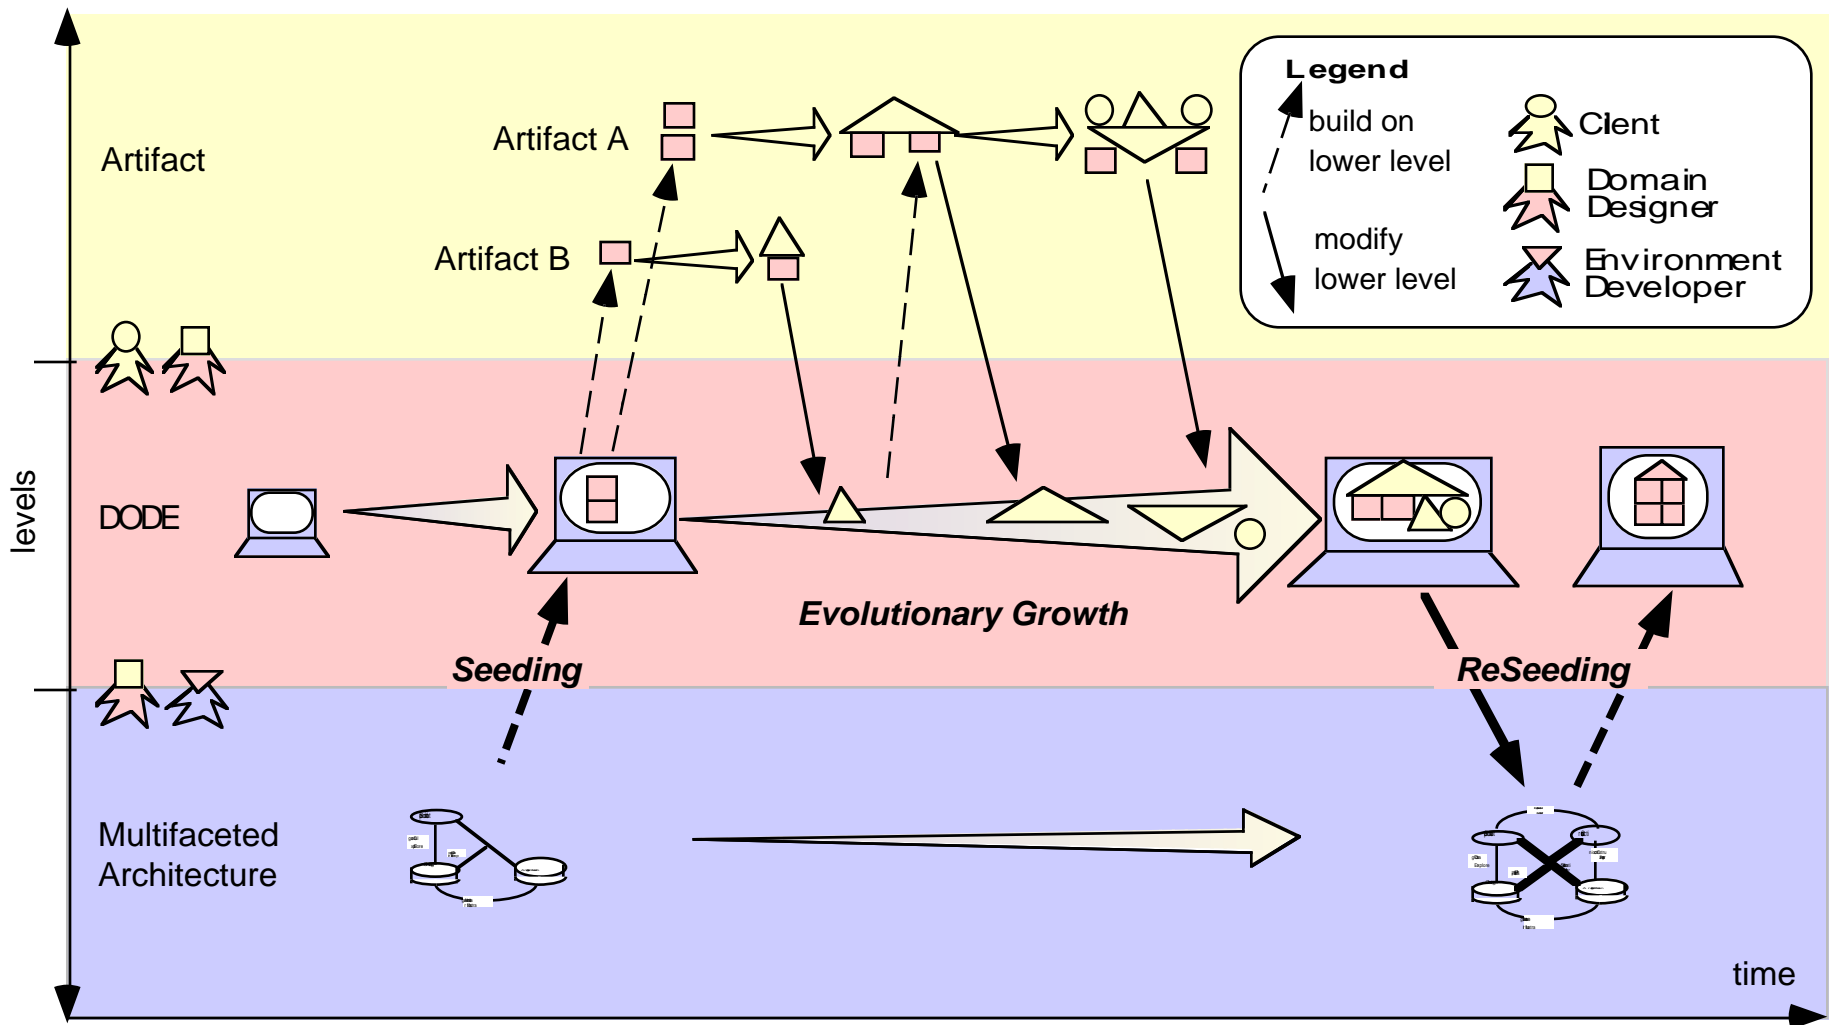 Legend
build on
lower level
modify
lower level
Client
Domain
Designer
Environment
Developer
Artifact
Artifact A
Artifact B
levels
DODE
Evolutionary Growth
Seeding
ReSeeding
Multifaceted
Architecture
time